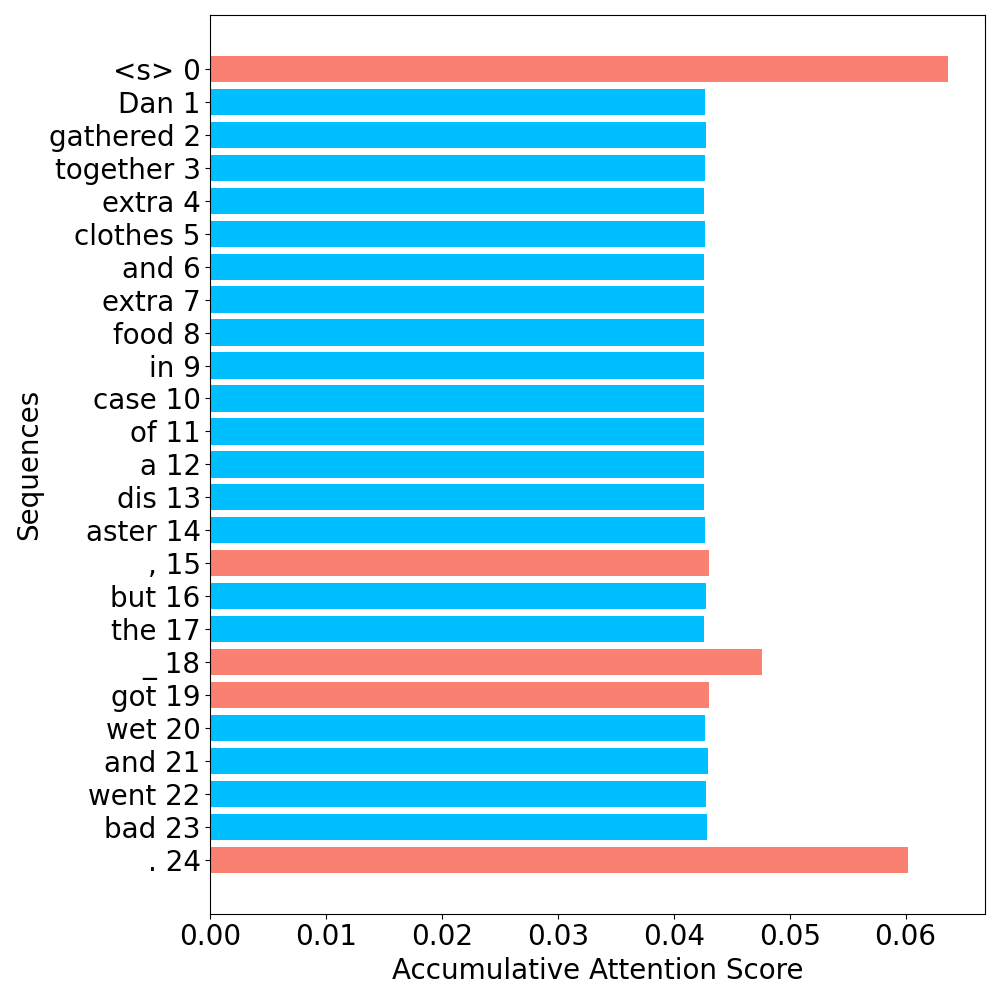 <s> 0
Dan 1
gathered 2
together 3
extra 4
clothes 5
and 6
extra 7
food 8
in 9
case 10
of 11
a 12
dis 13
aster 14
, 15
but 16
the 17
_ 18
got 19
wet 20
and 21
went 22
bad 23
. 24
Sequences
0.00 0.01 0.02 0.03 0.04 0.05 0.06
Accumulative Attention Score